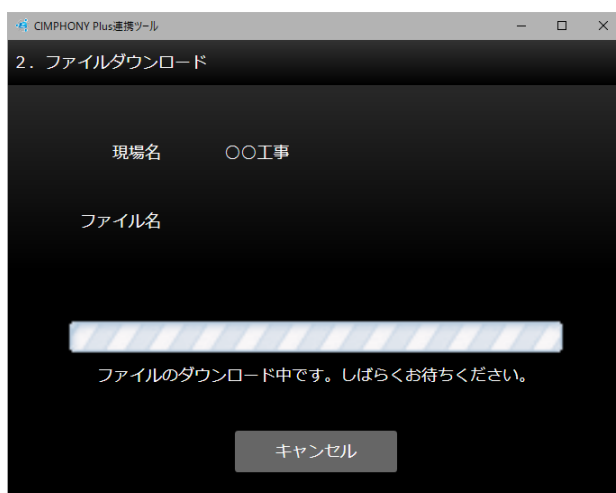 CIMPHONY Plus連携ツール
2．ファイルダウンロード
現場名 〇〇工事
ファイル名
ファイルのダウンロード中です。しばらくお待ちください。
キャンセル